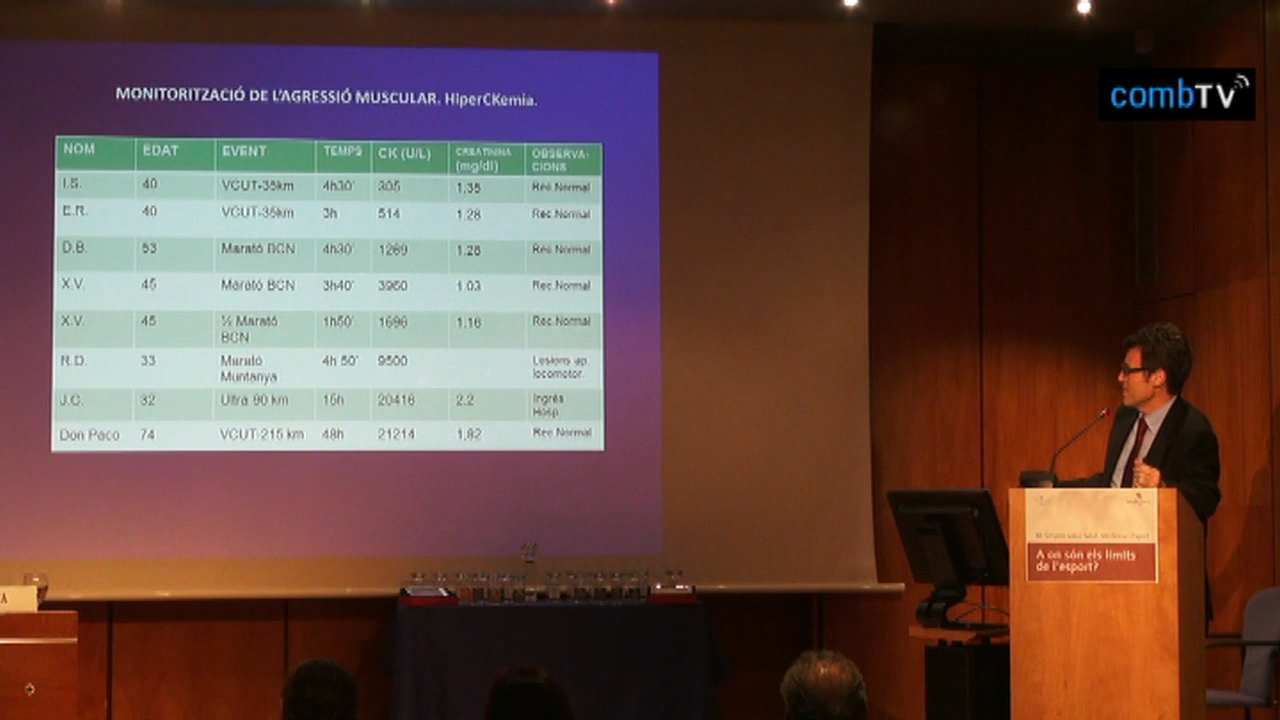 combTV
MONITORITZACIÓ DE L'AGRESSIÓ MUSCULAR. HiperCKemia.
NOM EDAT EVENT TEMPS CK (U/L) CREATININA (mg/dl) OBSERVA-CIONS
I.S. 40 VCUT-35km 4h30' 305 1,35 Rec.Normal
E.R. 40 VCUT-35km 3h 514 1.28 Rec.Normal
D.B. 53 Marató BCN 4h30' 1269 1.28 Rec.Normal
X.V. 45 Marató BCN 3h40' 3960 1.03 Rec.Normal
X.V. 45 ½ Marató BCN 1h50' 1696 1.16 Rec.Normal
R.D. 33 Marató Muntanya 4h 50' 9500 Lesions ap. locomotor.
J.C. 32 Ultra 90 km 15h 20416 2.2 Ingrés Hosp.
Don Paco 74 VCUT-215 km 48h 21214 1,82 Rec.Normal
A on són els límits
de l'esport?